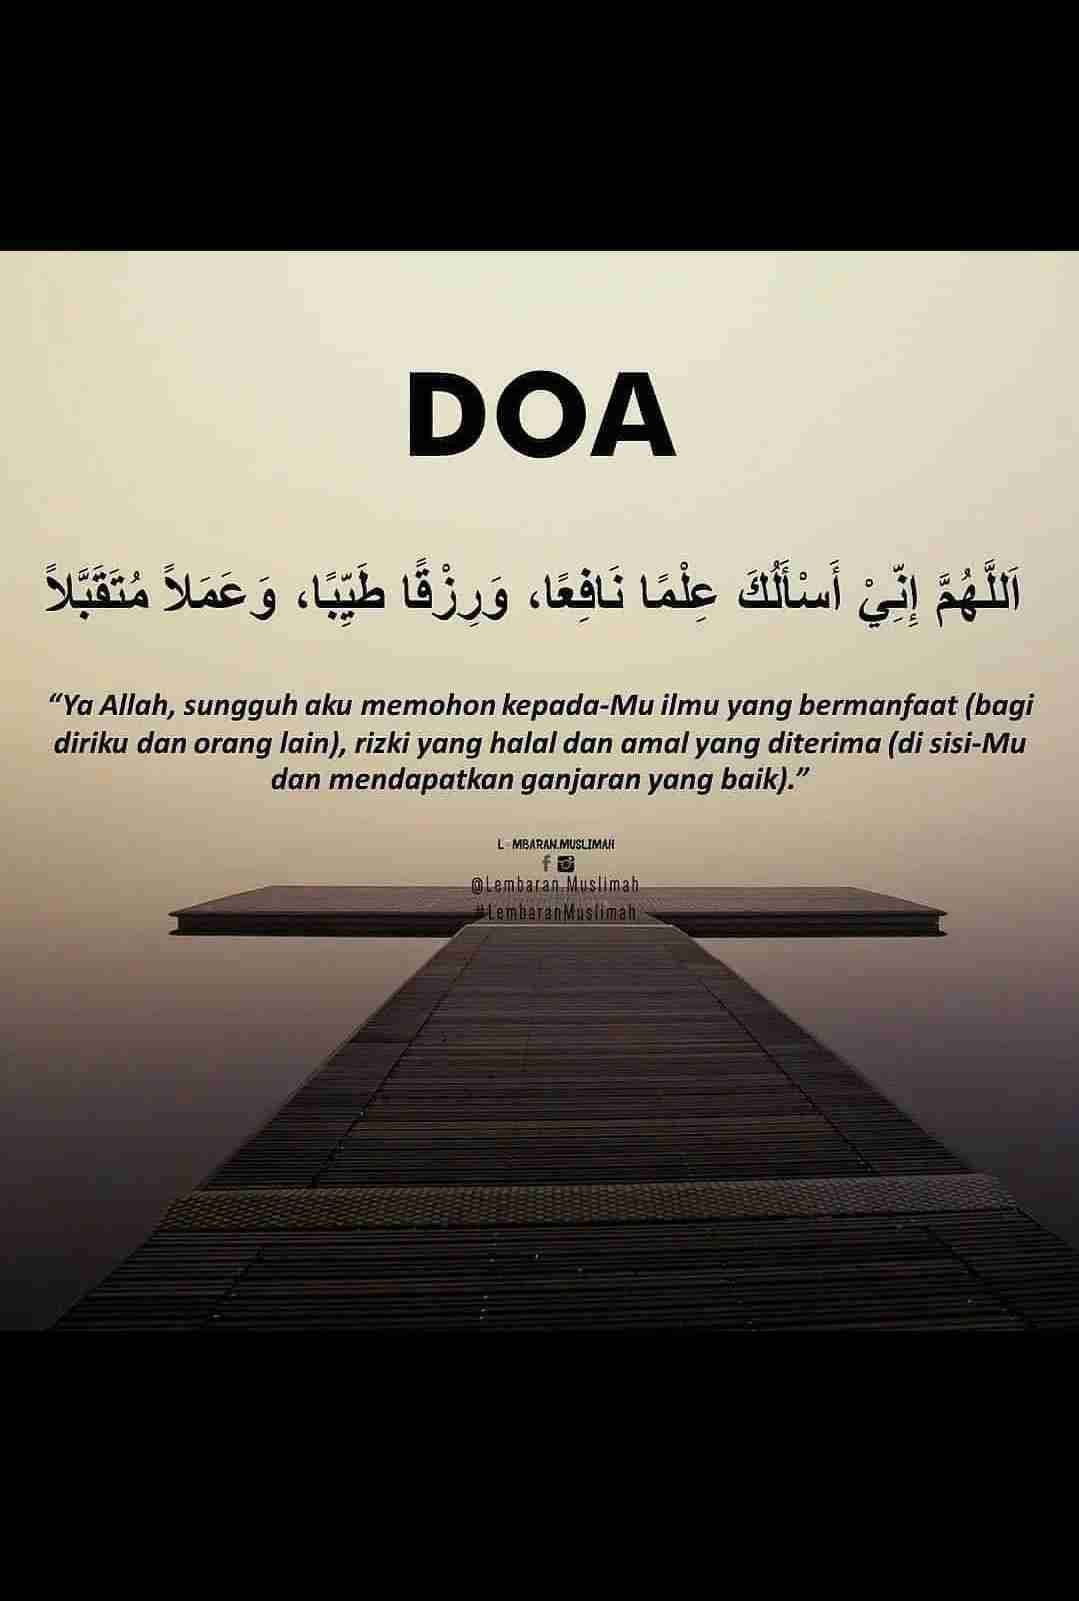 DOA
اَللَّهُمَّ إِنِّيْ أَسْأَلُكَ عِلْمًا نَافِعًا، وَرِزْقًا طَيِّبًا، وَعَمَلاً مُتَقَبَّلاً
“Ya Allah, sungguh aku memohon kepada-Mu ilmu yang bermanfaat (bagi
diriku dan orang lain), rizki yang halal dan amal yang diterima (di sisi-Mu
dan mendapatkan ganjaran yang baik).”
MBARAN.MUSLIMAH
@Lembaran.Muslimah
#LembaranMuslimah